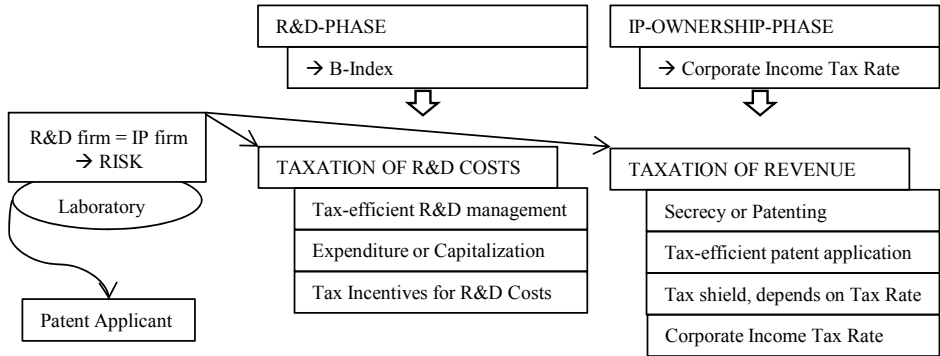 R&D-PHASE
→ B-Index
IP-OWNERSHIP-PHASE
→ Corporate Income Tax Rate
R&D firm = IP firm
→ RISK
Laboratory
Patent Applicant
TAXATION OF R&D COSTS
Tax-efficient R&D management
Expenditure or Capitalization
Tax Incentives for R&D Costs
TAXATION OF REVENUE
Secrecy or Patenting
Tax-efficient patent application
Tax shield, depends on Tax Rate
Corporate Income Tax Rate